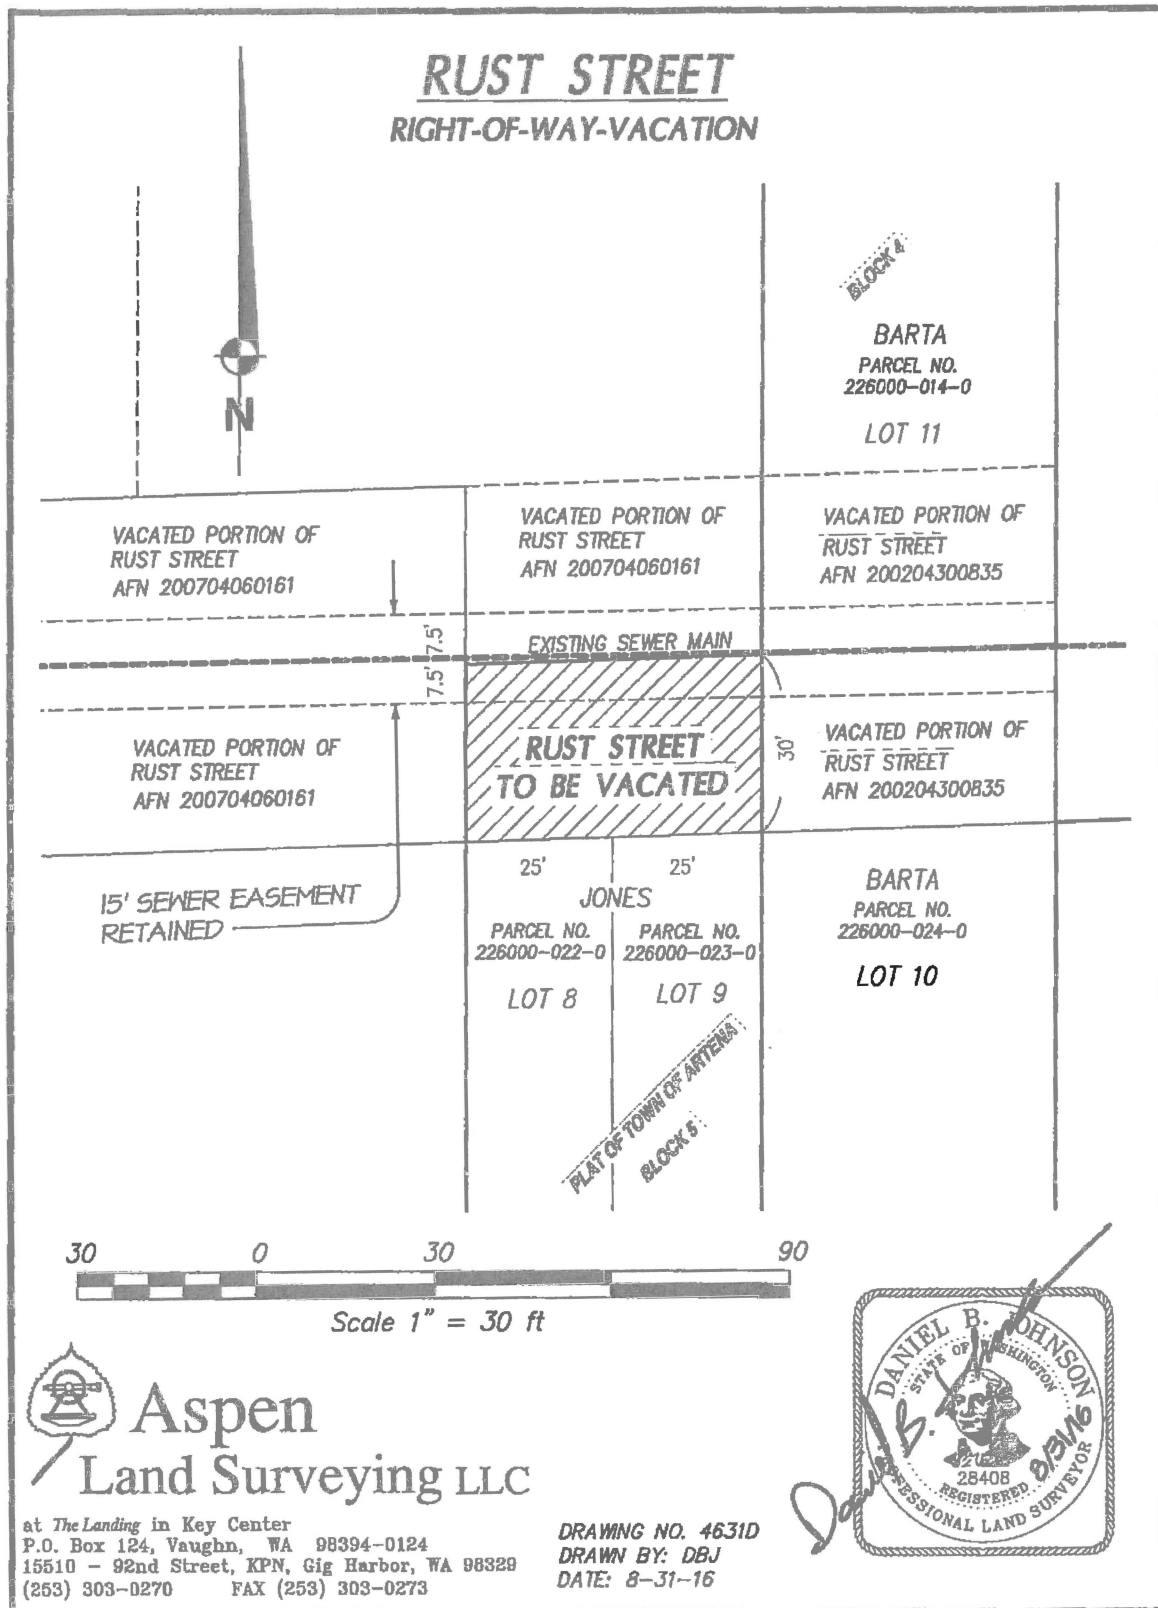 RUST STREET
RIGHT-OF-WAY-VACATION
N
BLOCK 4
BARTA
PARCEL NO.
226000-014-0
LOT 11
VACATED PORTION OF
RUST STREET
AFN 200704060161
VACATED PORTION OF
RUST STREET
AFN 200704060161
VACATED PORTION OF
RUST STREET
AFN 200204300835
7.5'
EXISTING SEWER MAIN
7.5'
VACATED PORTION OF
RUST STREET
AFN 200704060161
RUST STREET
TO BE VACATED
30'
VACATED PORTION OF
RUST STREET
AFN 200204300835
15' SEWER EASEMENT
RETAINED
25'
25'
JONES
PARCEL NO.
226000-022-0
LOT 8
PARCEL NO.
226000-023-0
LOT 9
BARTA
PARCEL NO.
226000-024-0
LOT 10
PLAT OF TOWN OF ARTENA
BLOCK 5
30 0 30 90
Scale 1" = 30 ft
Aspen
Land Surveying LLC
at The Landing in Key Center
P.O. Box 124, Vaughn, WA 98394-0124
15510 - 92nd Street, KPN, Gig Harbor, WA 98329
(253) 303-0270 FAX (253) 303-0273
DRAWING NO. 4631D
DRAWN BY: DBJ
DATE: 8-31-16
DANIEL B. JOHNSON
STATE OF WASHINGTON
28408
REGISTERED
PROFESSIONAL LAND SURVEYOR
Daniel B. Johnson
8/31/16